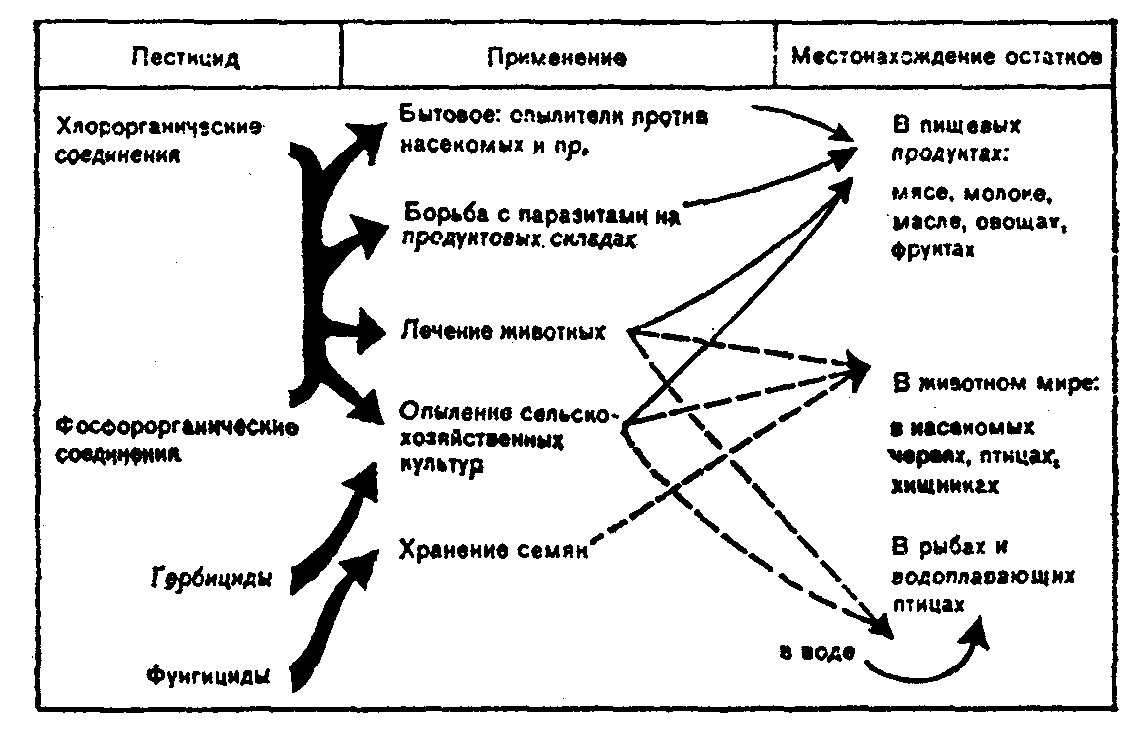 Пестицид
Применение
Местонахождение остатков
Хлорорганические
соединения
Фосфорорганические
соединения
Гербициды
Фунгициды
Бытовое: опылители против
насекомых и пр.
Борьба с паразитами на
продуктовых складах
Лечение животных
Опыление сельско-
хозяйственных
культур
Хранение семян
В пищевых
продуктах:
мясе, молоке,
масле, овощат,
фруктах
В животном мире:
в насекомых
червях, птицах,
хищниках
В рыбах и
водоплавающих
птицах
в воде